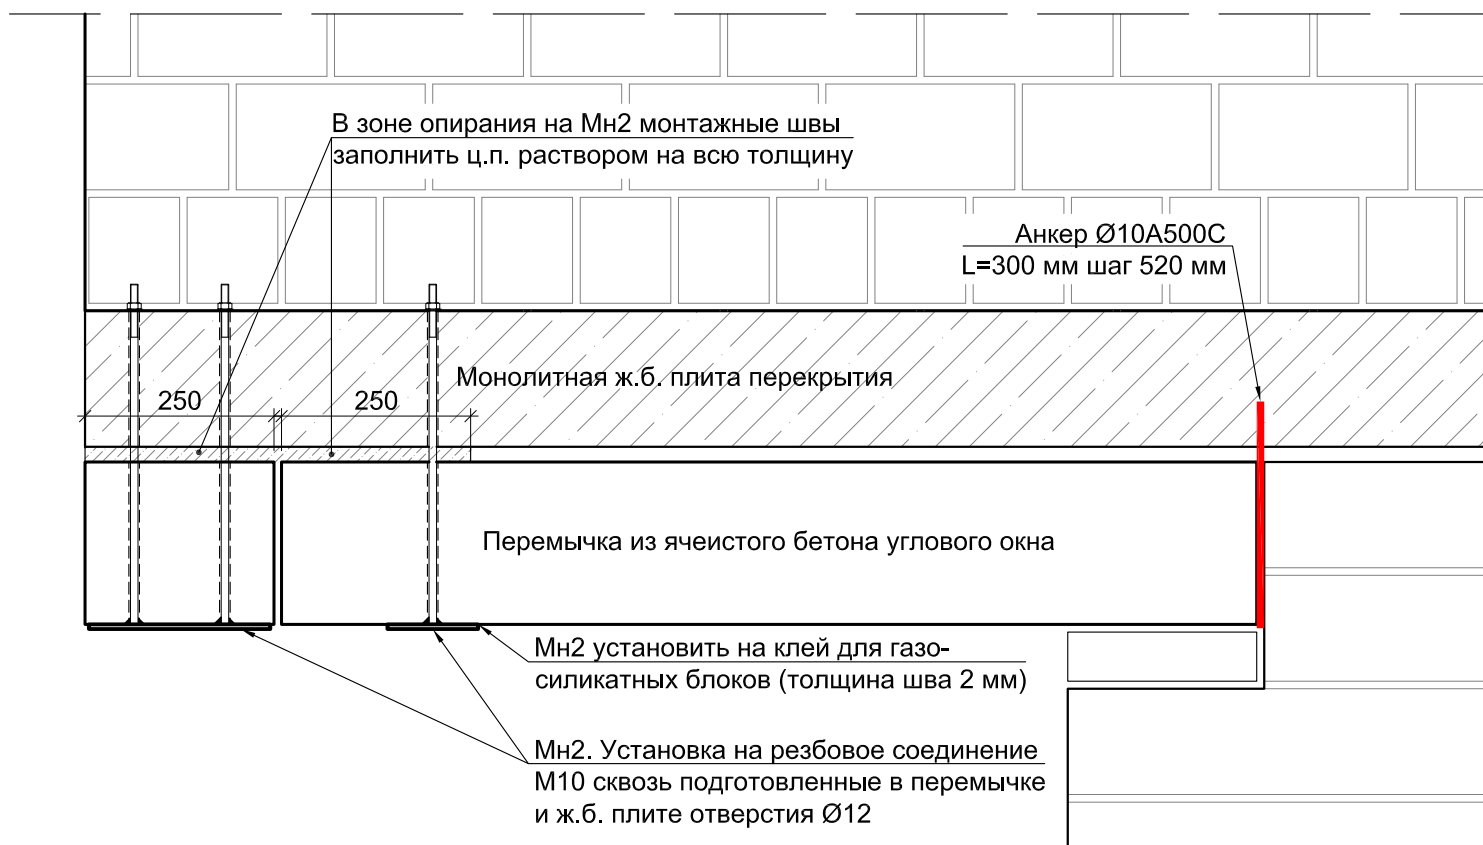 В зоне опирания на Мн2 монтажные швы
заполнить ц.п. раствором на всю толщину
Анкер Ø10А500С
L=300 мм шаг 520 мм
Монолитная ж.б. плита перекрытия
250
250
Перемычка из ячеистого бетона углового окна
Мн2 установить на клей для газо-
силикатных блоков (толщина шва 2 мм)
Мн2. Установка на резбовое соединение
М10 сквозь подготовленные в перемычке
и ж.б. плите отверстия Ø12